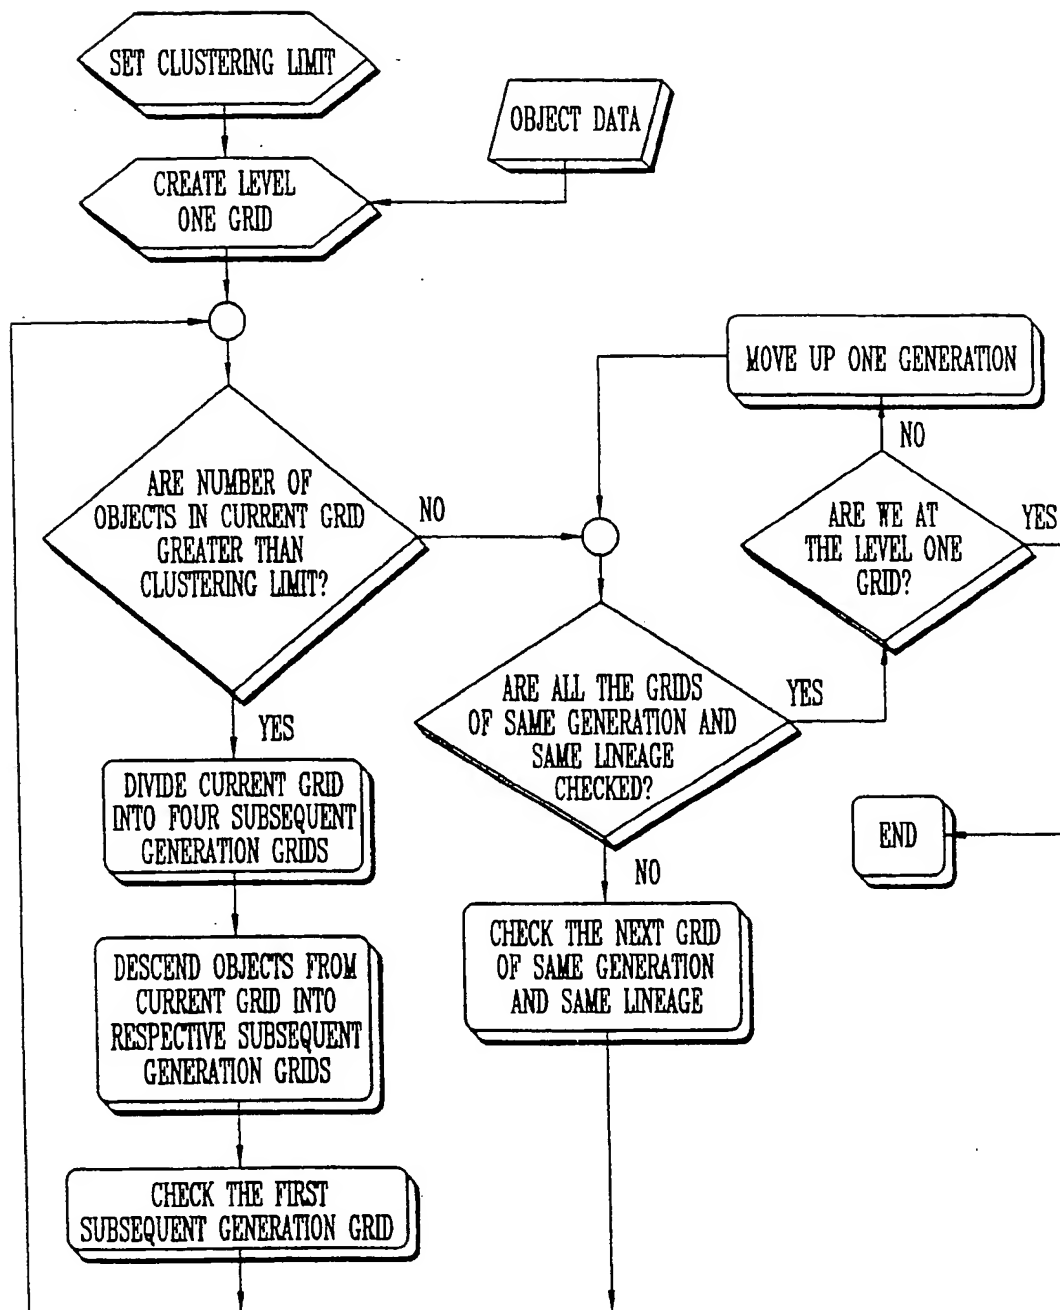 SET CLUSTERING LIMIT
OBJECT DATA
CREATE LEVEL
ONE GRID
MOVE UP ONE GENERATION
NO
ARE NUMBER OF
OBJECTS IN CURRENT GRID
GREATER THAN
CLUSTERING LIMIT?
NO
ARE WE AT
THE LEVEL ONE
GRID?
YES
YES
ARE ALL THE GRIDS
OF SAME GENERATION AND
SAME LINEAGE
CHECKED?
YES
DIVIDE CURRENT GRID
INTO FOUR SUBSEQUENT
GENERATION GRIDS
END
NO
CHECK THE NEXT GRID
OF SAME GENERATION
AND SAME LINEAGE
DESCEND OBJECTS FROM
CURRENT GRID INTO
RESPECTIVE SUBSEQUENT
GENERATION GRIDS
CHECK THE FIRST
SUBSEQUENT GENERATION GRID